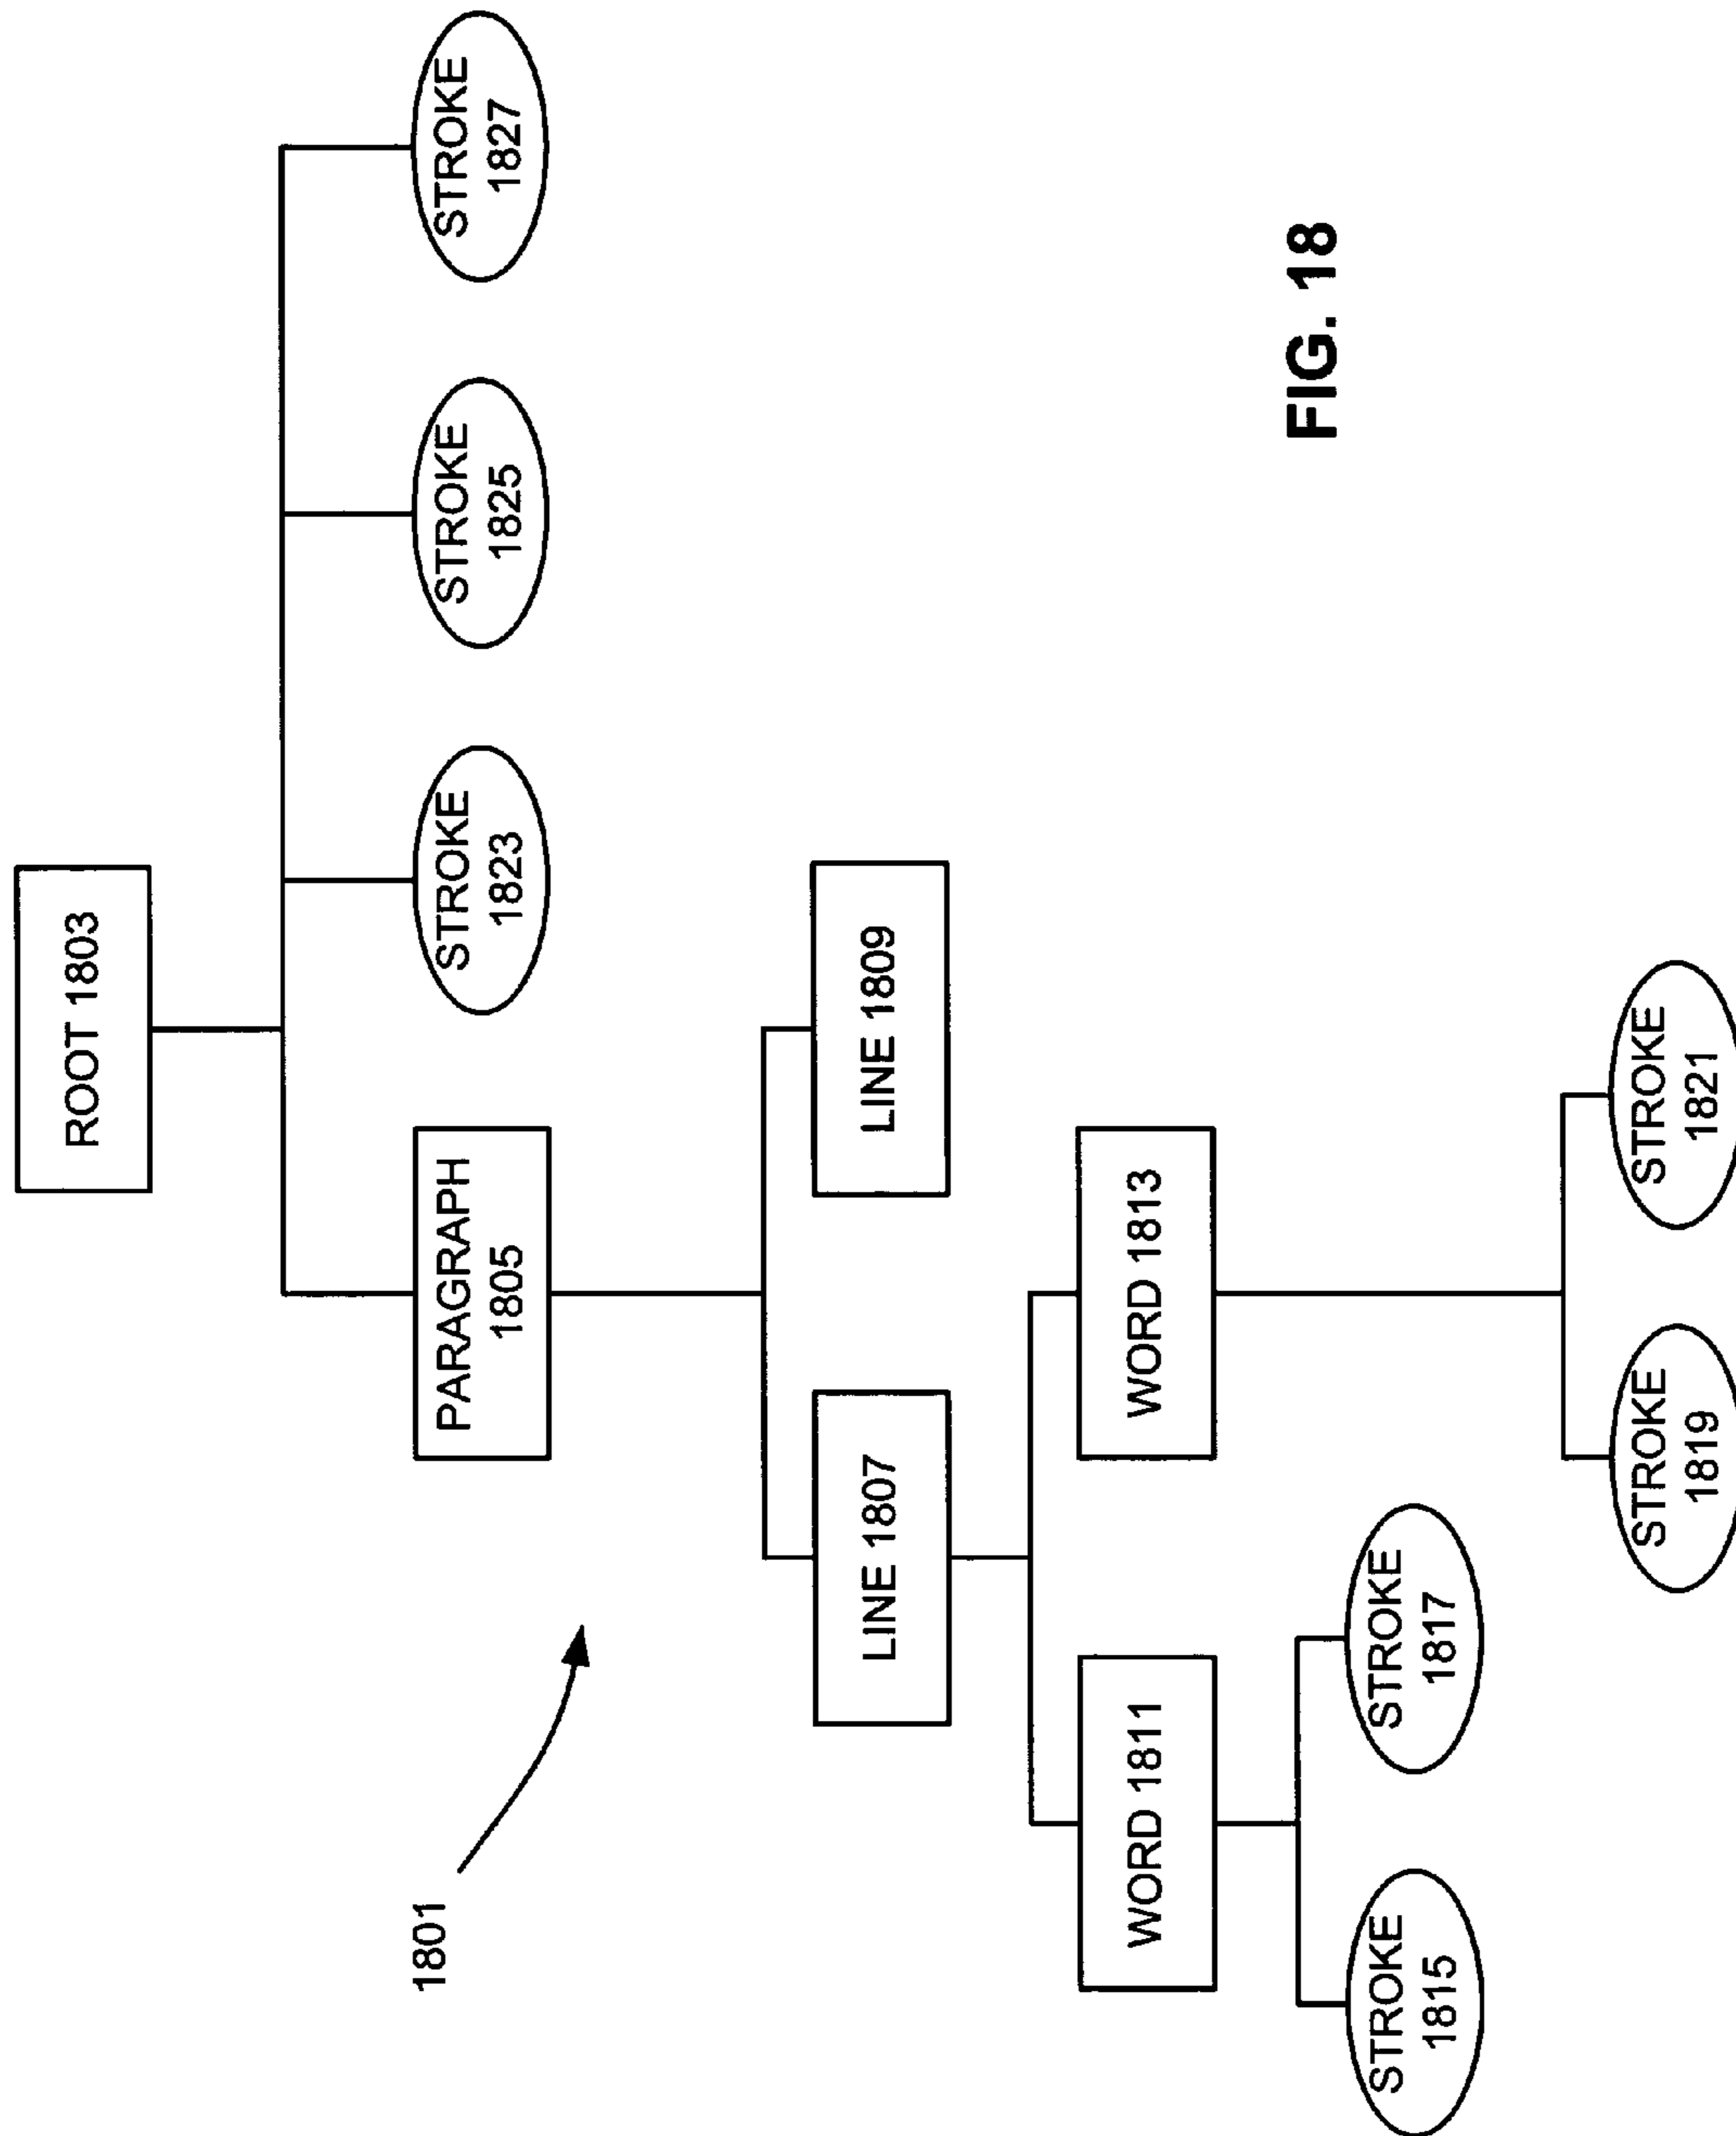 ROOT 1803
1801
PARAGRAPH
1805
STROKE
1823
STROKE
1825
STROKE
1827
LINE 1807
LINE 1809
WORD 1811
WORD 1813
STROKE
1815
STROKE
1817
STROKE
1819
STROKE
1821
FIG. 18